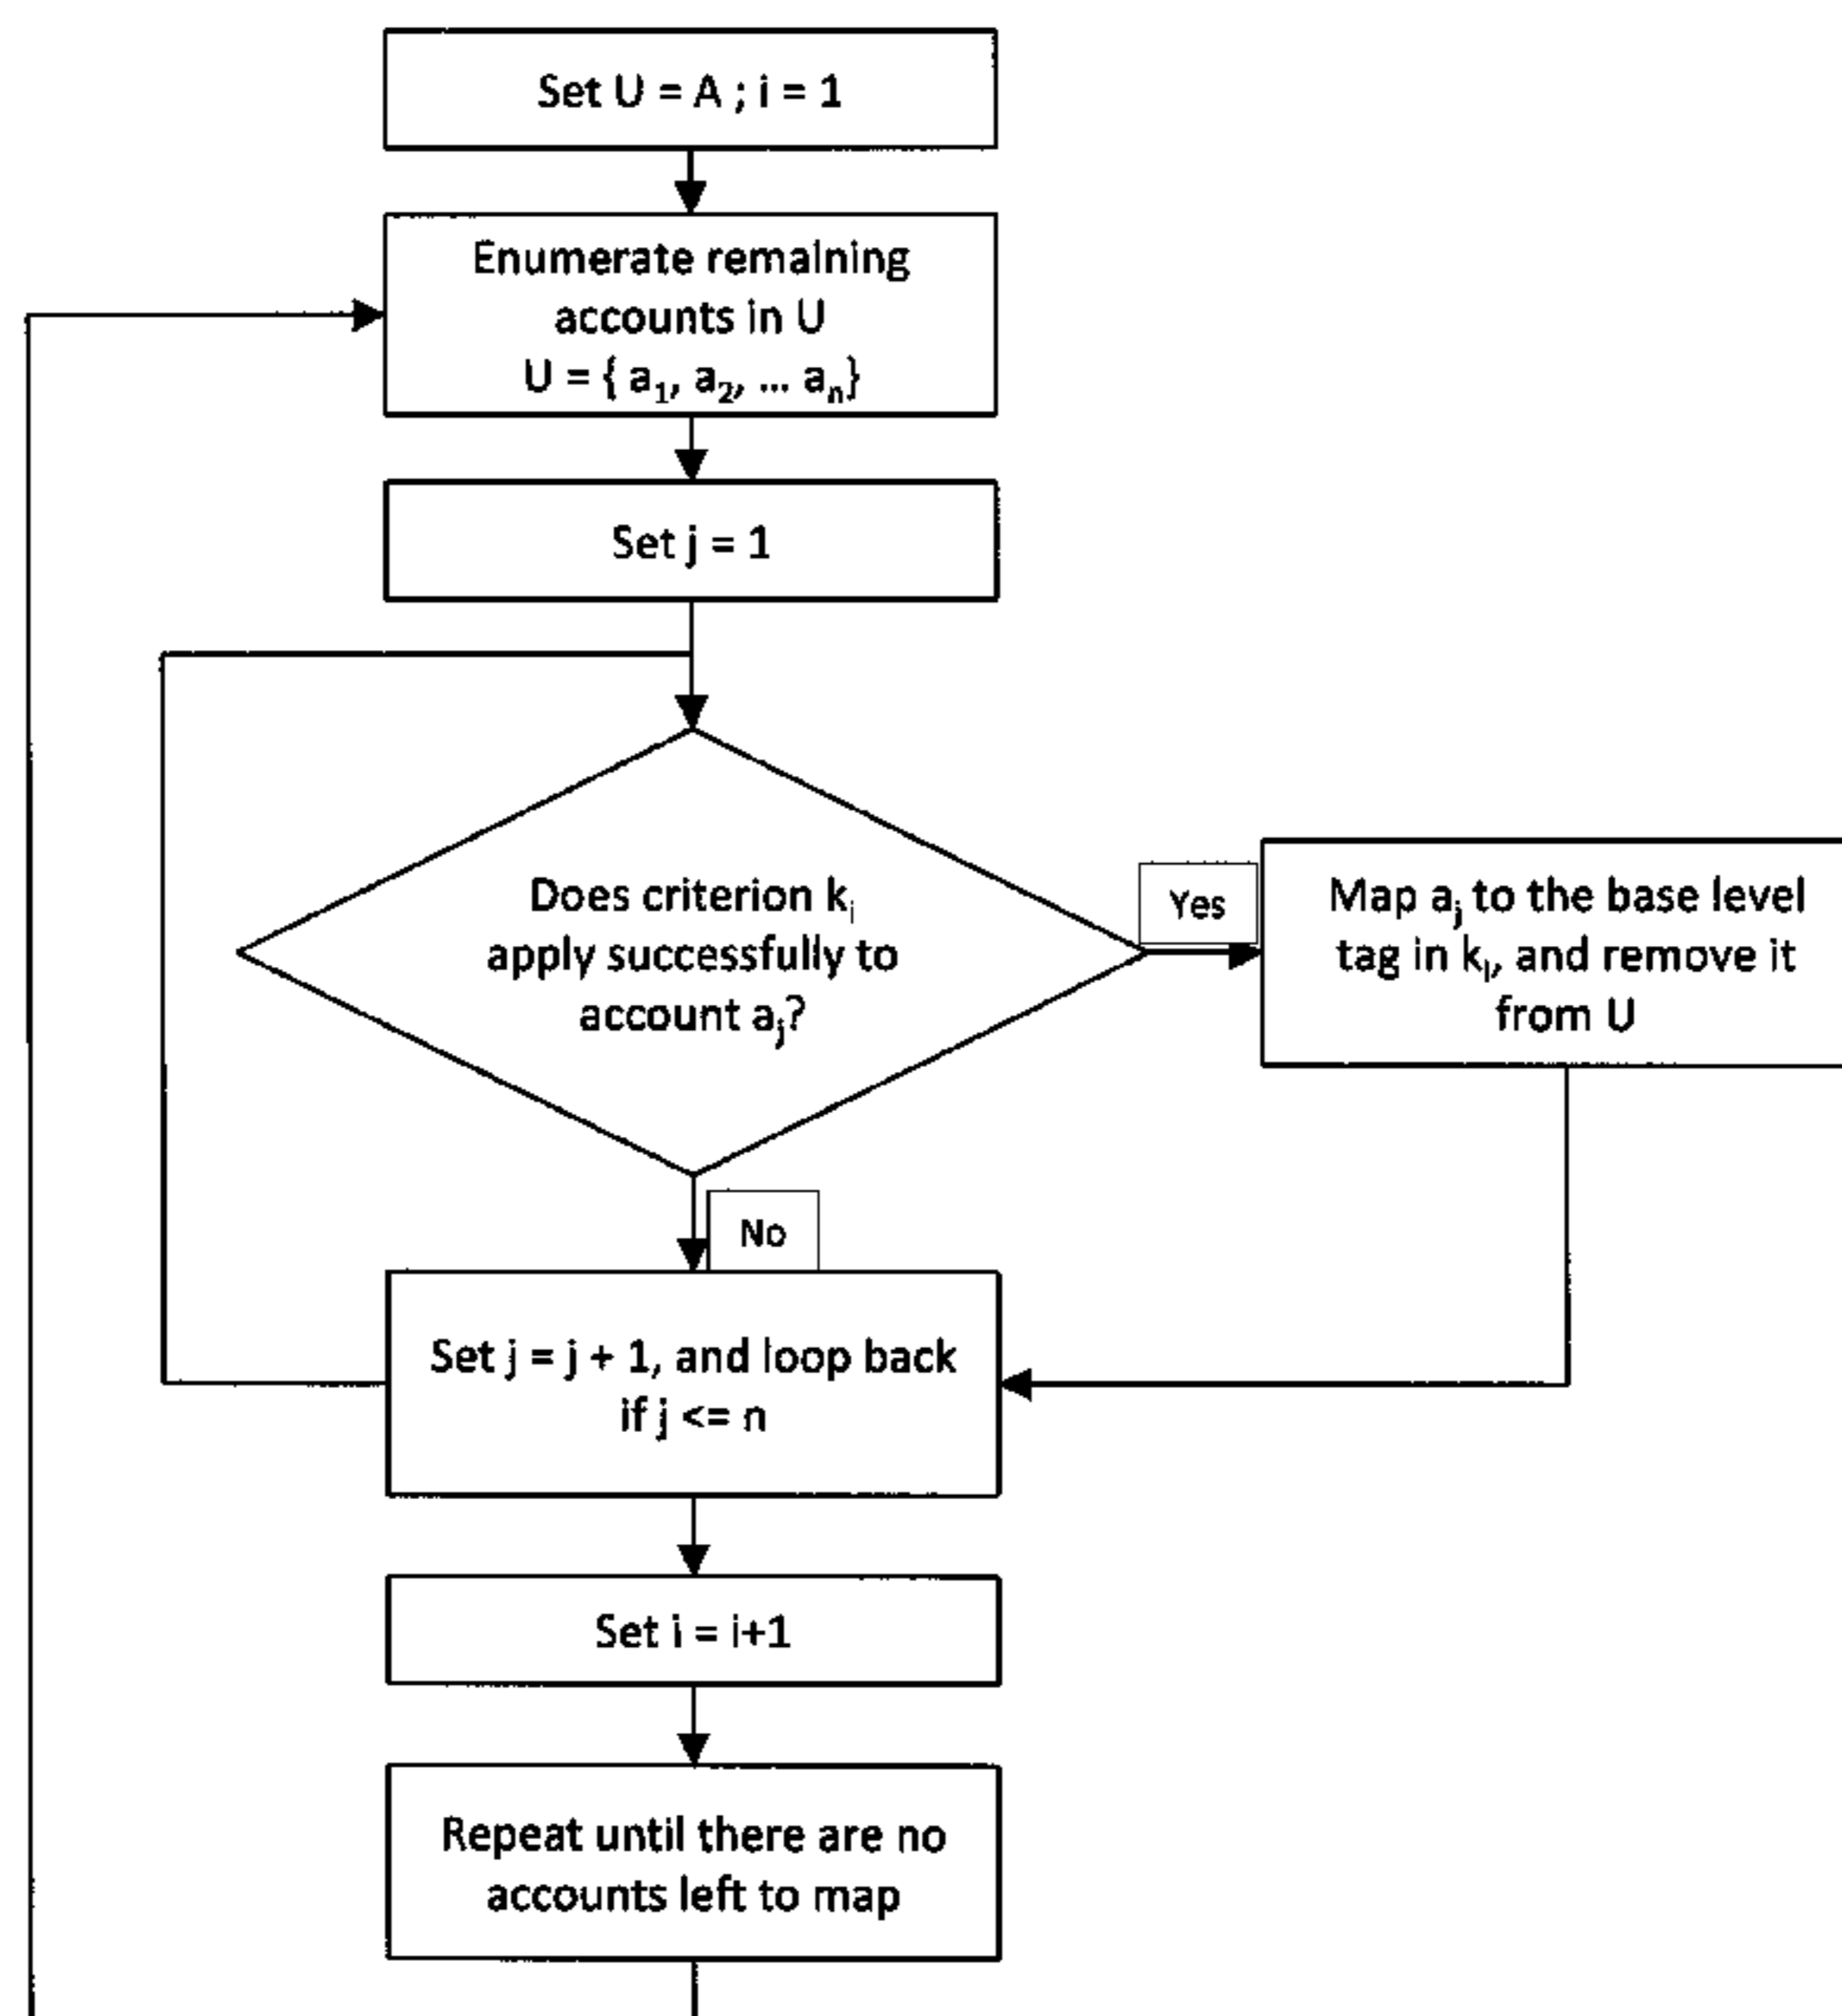 Set U = A ; i = 1
Enumerate remaining
accounts in U
U = { a₁, a₂, ... aₙ}
Set j = 1
Does criterion kᵢ
apply successfully to
account aⱼ?
Yes
Map aⱼ to the base level
tag in kᵢ, and remove it
from U
No
Set j = j + 1, and loop back
if j <= n
Set i = i+1
Repeat until there are no
accounts left to map